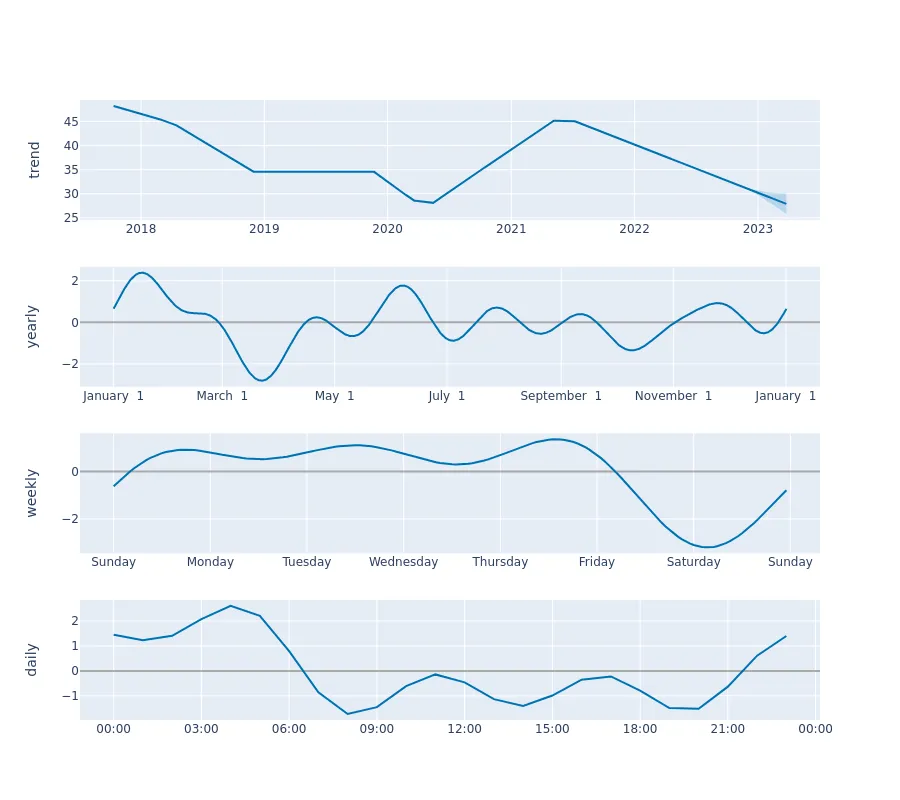 trend
45
40
35
30
25
2018 2019 2020 2021 2022 2023
yearly
2
0
−2
January 1 March 1 May 1 July 1 September 1 November 1 January 1
weekly
0
−2
Sunday Monday Tuesday Wednesday Thursday Friday Saturday Sunday
daily
2
1
0
−1
00:00 03:00 06:00 09:00 12:00 15:00 18:00 21:00 00:00